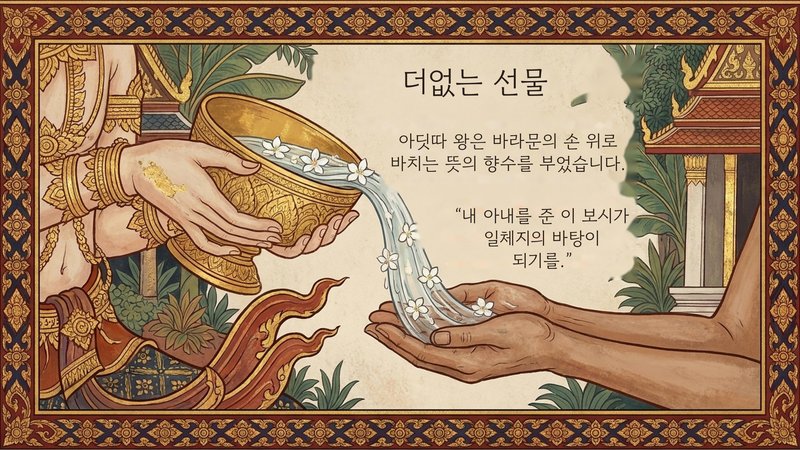 더없는 선물
아딧따 왕은 바라문의 손 위로
바치는 뜻의 향수를 부었습니다.
“내 아내를 준 이 보시가
일체지의 바탕이
되기를.”